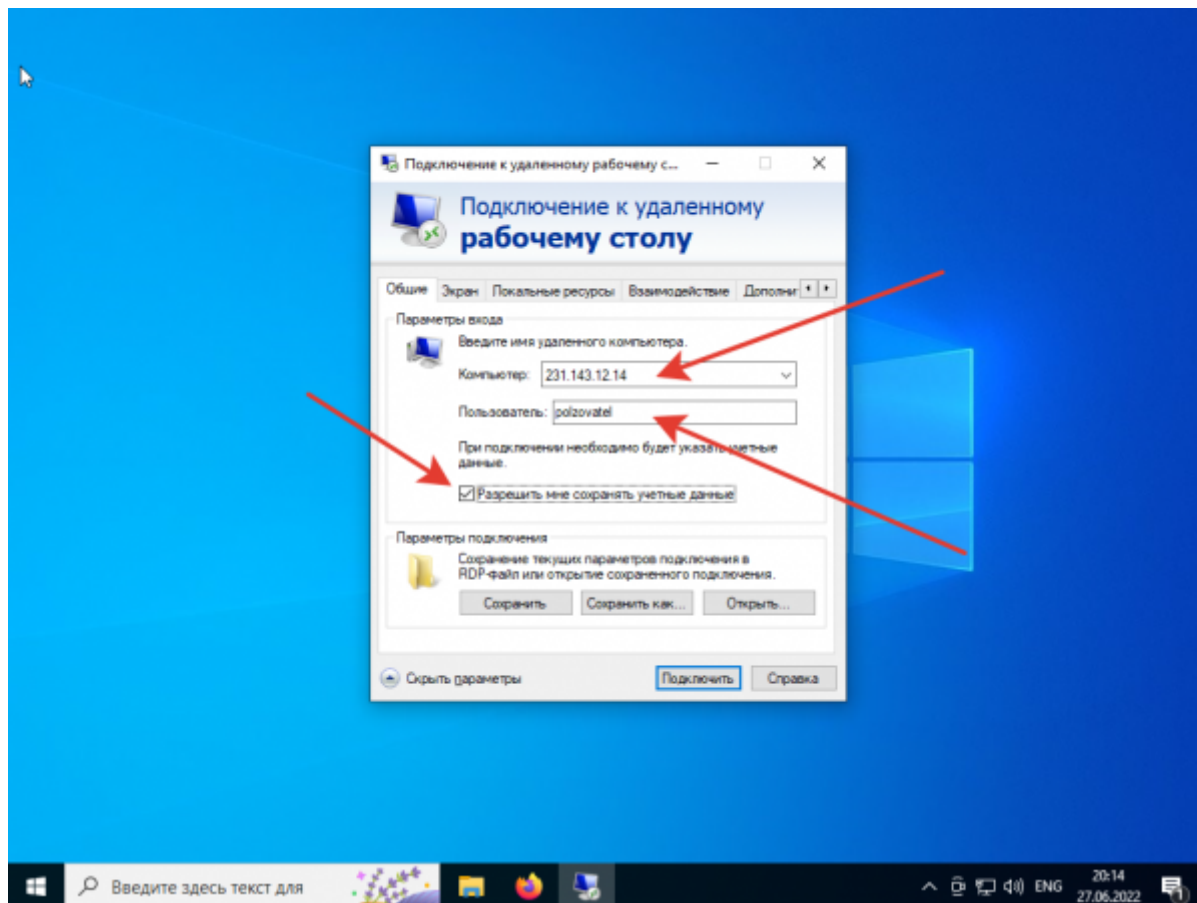 Подключение к удаленному рабочему с...
Подключение к удаленному
рабочему столу
Общие Экран Локальные ресурсы Взаимодействие Дополнит
Параметры входа
Введите имя удаленного компьютера.
Компьютер: 231.143.12.14
Пользователь: polzovatel
При подключении необходимо будет указать учетные
данные.
Разрешить мне сохранять учетные данные
Параметры подключения
Сохранение текущих параметров подключения в
RDP-файл или открытие сохраненного подключения.
Сохранить Сохранить как... Открыть...
Скрыть параметры Подключить Справка
Введите здесь текст для
ENG
20:14
27.06.2022
1